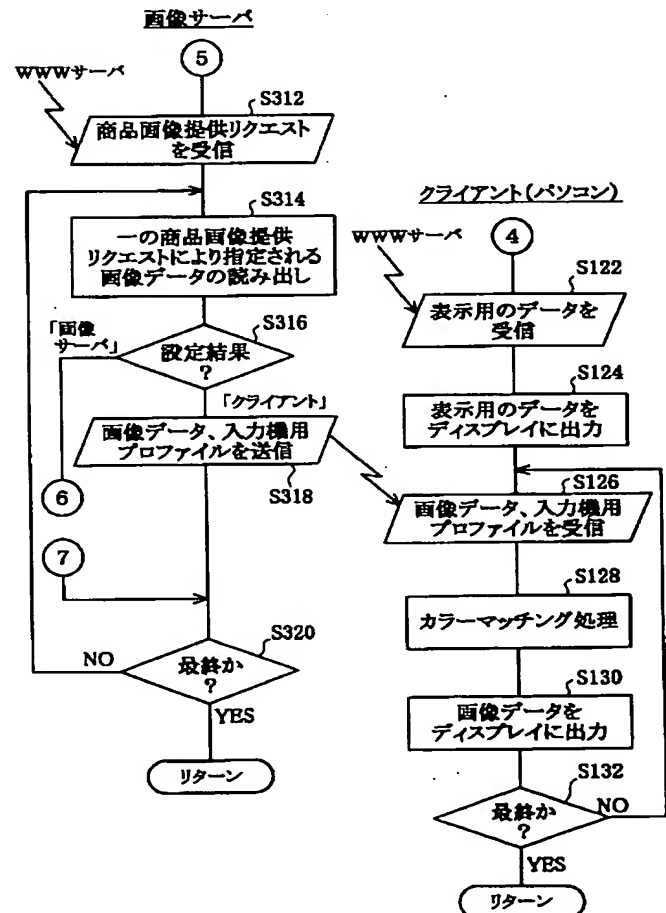 画像サーバ
5
WWWサーバ
S312
商品画像提供リクエスト
を受信
S314
一の商品画像提供
リクエストにより指定される
画像データの読み出し
「画像
サーバ」
S316
設定結果
?
「クライアント」
画像データ、入力機用
プロファイルを送信
S318
6
7
S320
NO
最終か
?
YES
リターン
クライアント(パソコン)
WWWサーバ
4
S122
表示用のデータを
受信
S124
表示用のデータを
ディスプレイに出力
S126
画像データ、入力機用
プロファイルを受信
S128
カラーマッチング処理
S130
画像データを
ディスプレイに出力
S132
最終か
?
NO
YES
リターン